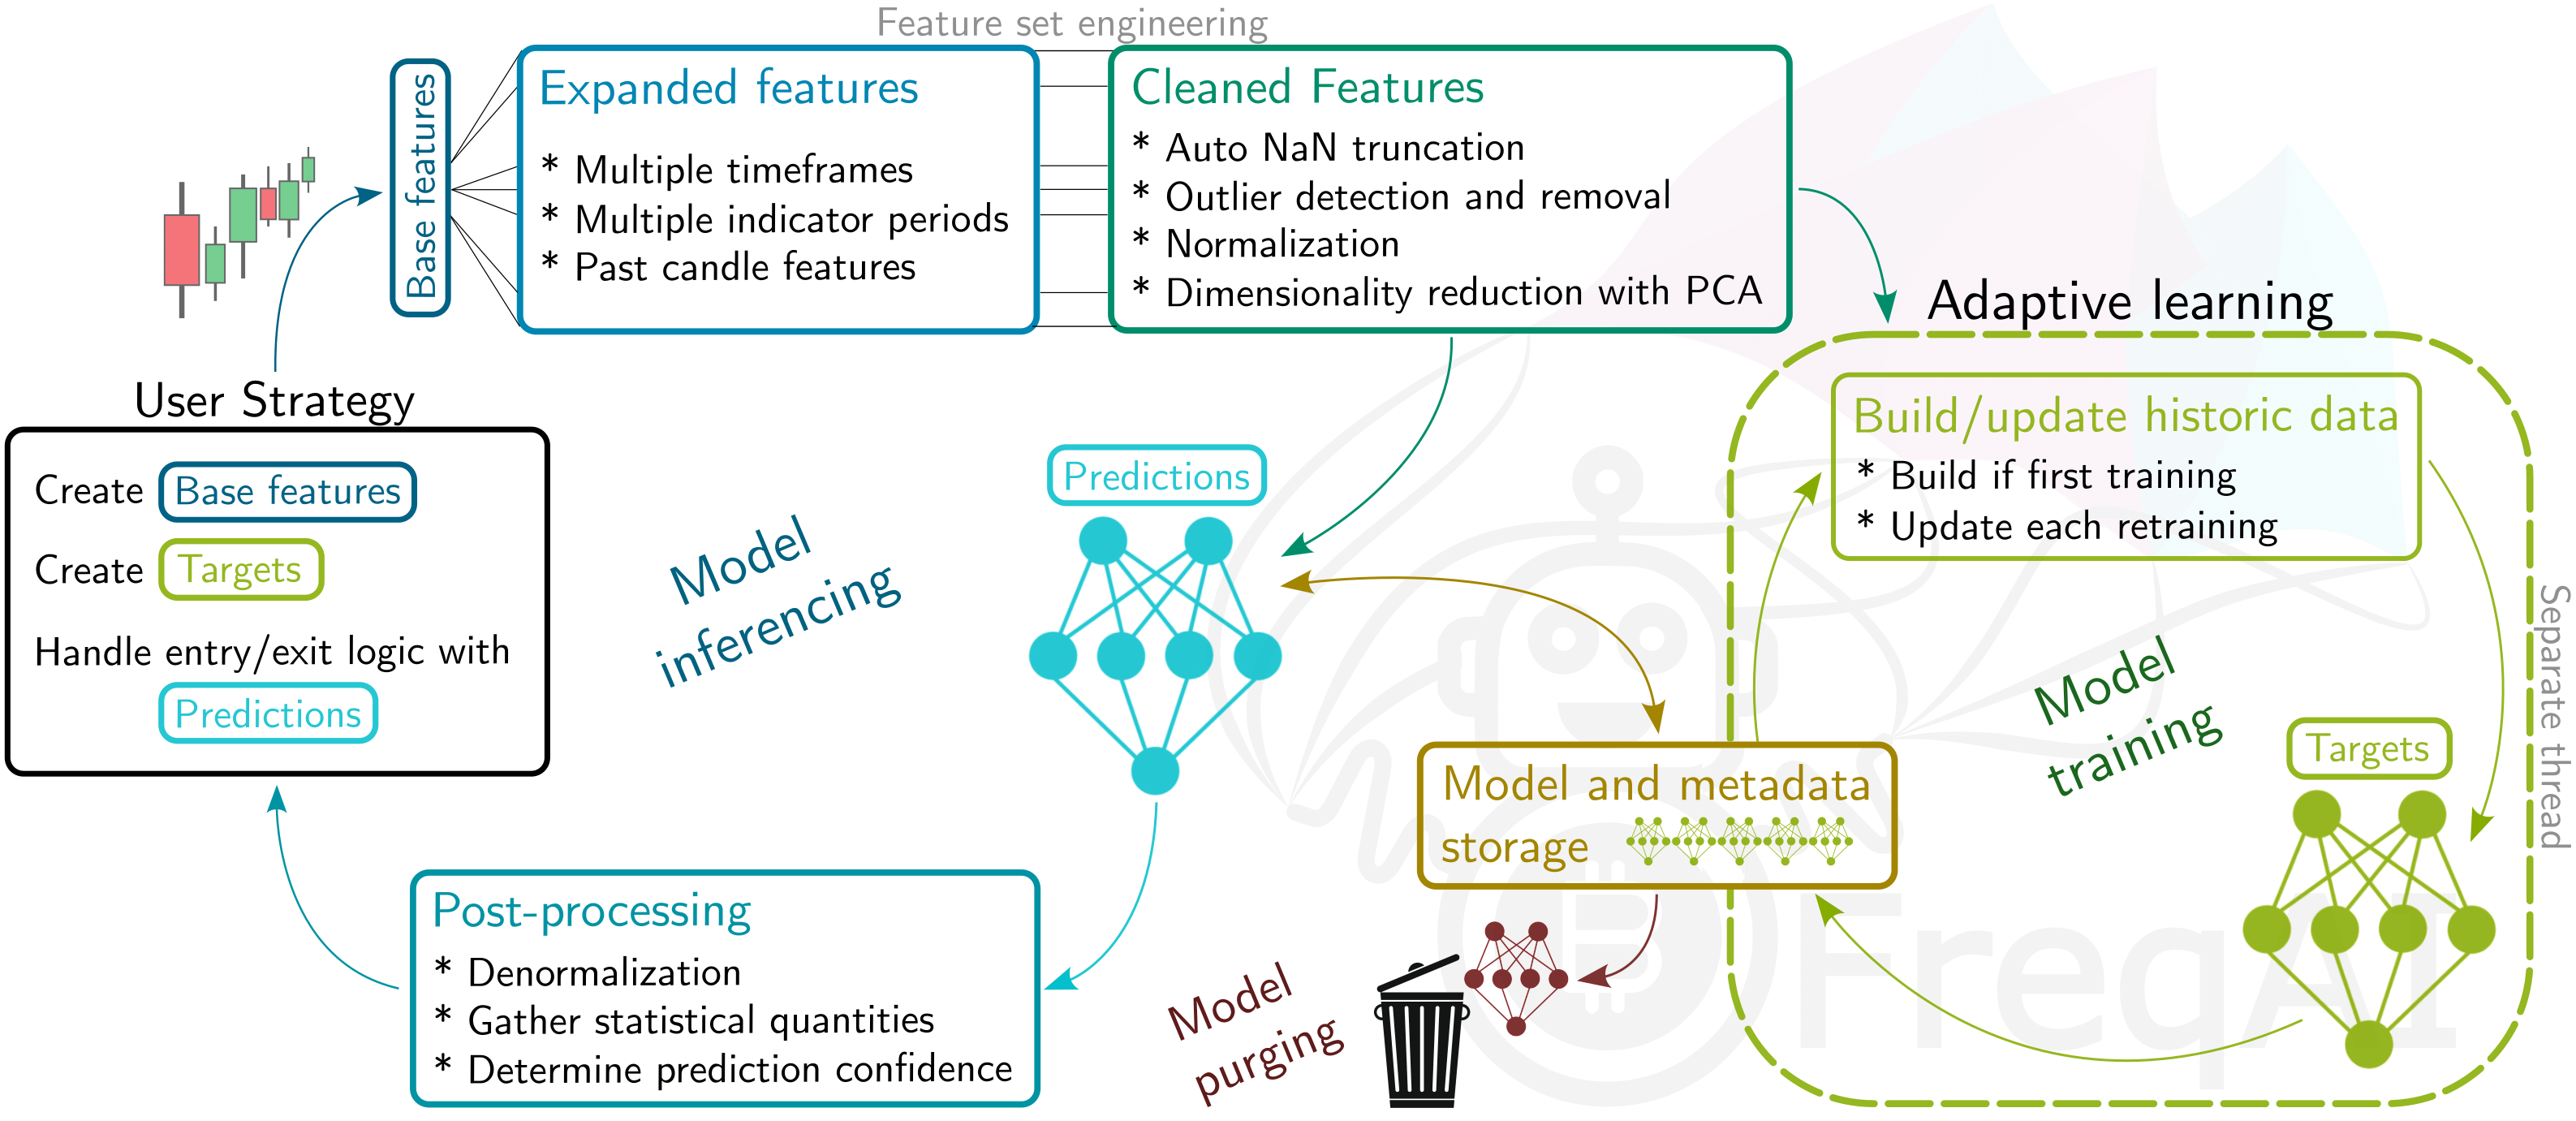 Feature set engineering
Base features
Expanded features
* Multiple timeframes
* Multiple indicator periods
* Past candle features
Cleaned Features
* Auto NaN truncation
* Outlier detection and removal
* Normalization
* Dimensionality reduction with PCA
User Strategy
Create Base features
Create Targets
Handle entry/exit logic with
Predictions
Model
inferencing
Predictions
Adaptive learning
Build/update historic data
* Build if first training
* Update each retraining
Separate thread
Model
training
Targets
Model and metadata
storage
Post-processing
* Denormalization
* Gather statistical quantities
* Determine prediction confidence
Model
purging
FreqAI